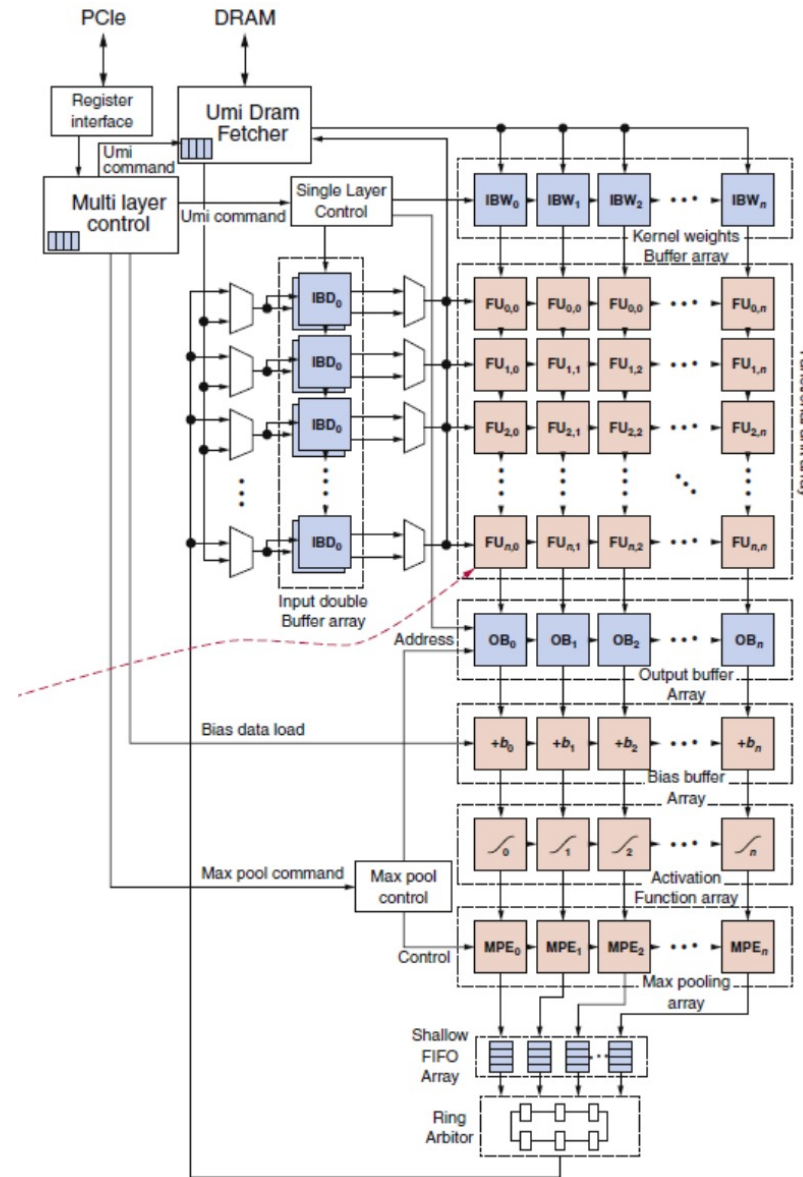 PCIe
DRAM
Register
interface
Umi Dram
Fetcher
Umi
command
Multi layer
control
Umi command
Single Layer
Control
IBW0
IBW1
IBW2
IBWn
Kernel weights
Buffer array
IBD0
FU0,0
FU0,0
FU0,0
FU0,n
IBD0
FU1,0
FU1,1
FU1,2
FU1,n
IBD0
FU2,0
FU2,1
FU2,2
FU2,n
IBD0
FUn,0
FUn,1
FUn,2
FUn,n
Input double
Buffer array
Address
OB0
OB1
OB2
OBn
Output buffer
Array
Bias data load
+b0
+b1
+b2
+bn
Bias buffer
Array
0
1
2
n
Activation
Function array
Max pool command
Max pool
control
Control
MPE0
MPE1
MPE2
MPEn
Max pooling
array
Shallow
FIFO
Array
Ring
Arbitor